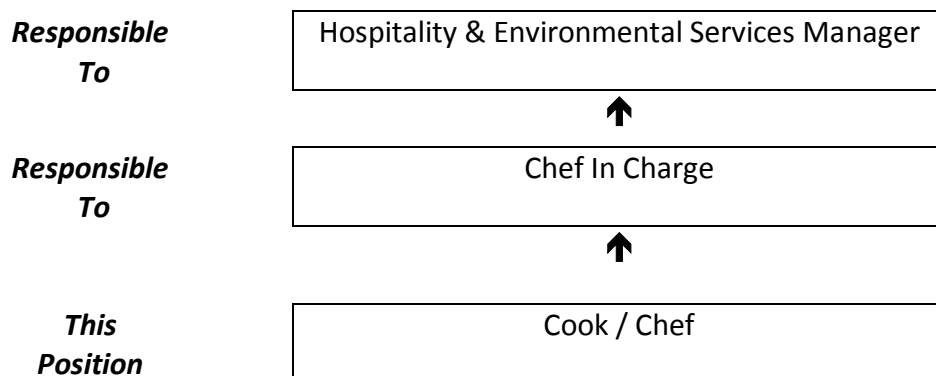 Responsible
To
Hospitality & Environmental Services Manager
Responsible
To
Chef In Charge
This
Position
Cook / Chef